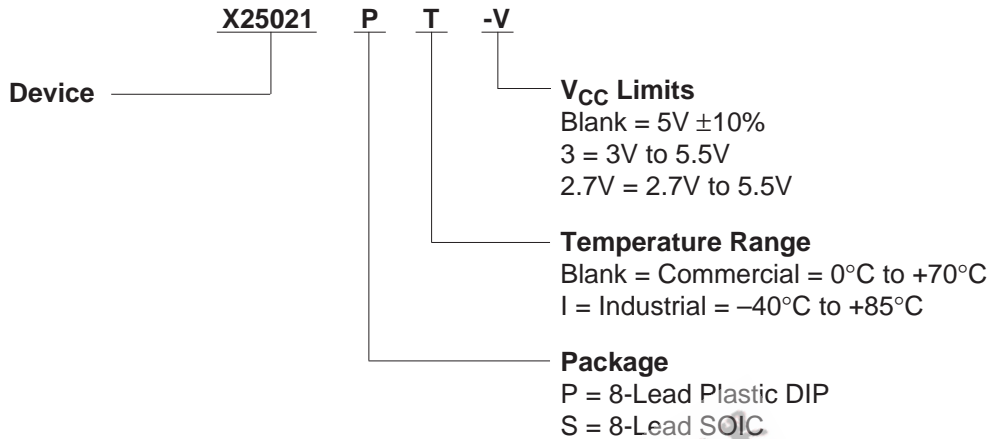 X25021 P T -V
Device
VCC Limits
Blank = 5V ±10%
3 = 3V to 5.5V
2.7V = 2.7V to 5.5V
Temperature Range
Blank = Commercial = 0°C to +70°C
I = Industrial = –40°C to +85°C
Package
P = 8-Lead Plastic DIP
S = 8-Lead SOIC